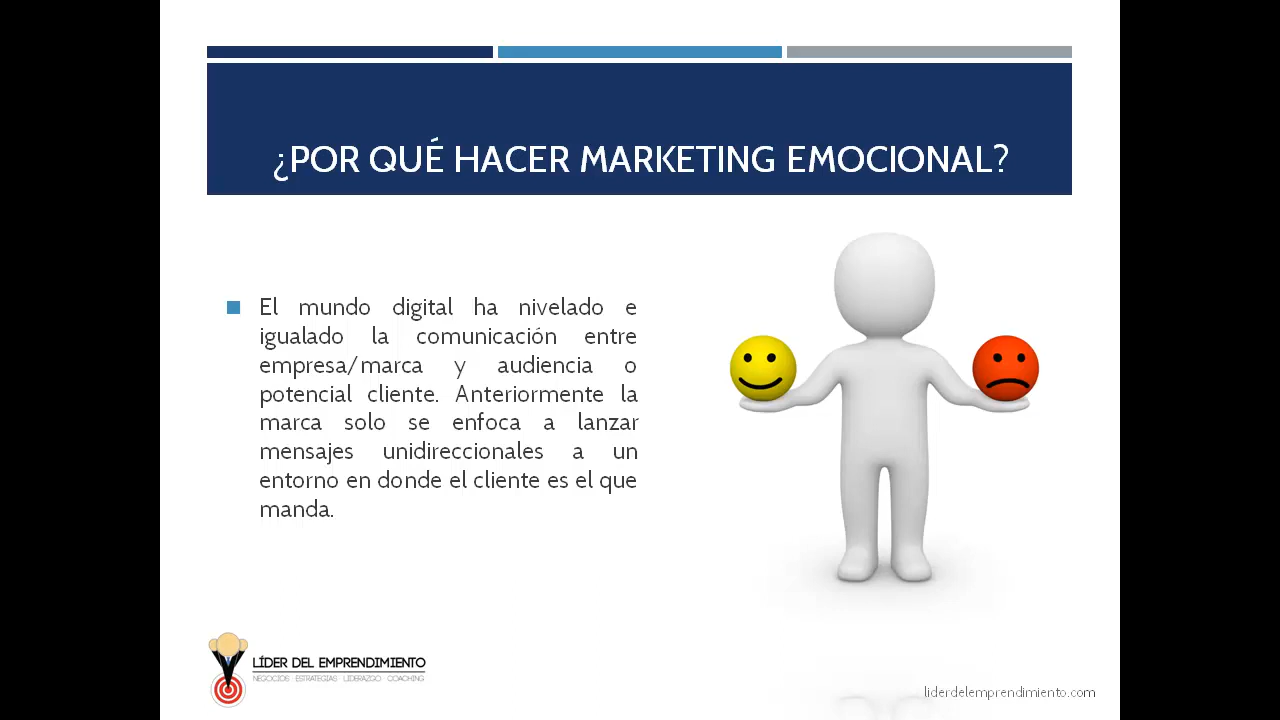 ¿POR QUÉ HACER MARKETING EMOCIONAL?
El mundo digital ha nivelado e
igualado la comunicación entre
empresa/marca y audiencia o
potencial cliente. Anteriormente la
marca solo se enfoca a lanzar
mensajes unidireccionales a un
entorno en donde el cliente es el que
manda.
LÍDER DEL EMPRENDIMIENTO
NEGOCIOS · ESTRATEGIAS · LIDERAZGO · COACHING
liderdelemprendimiento.com